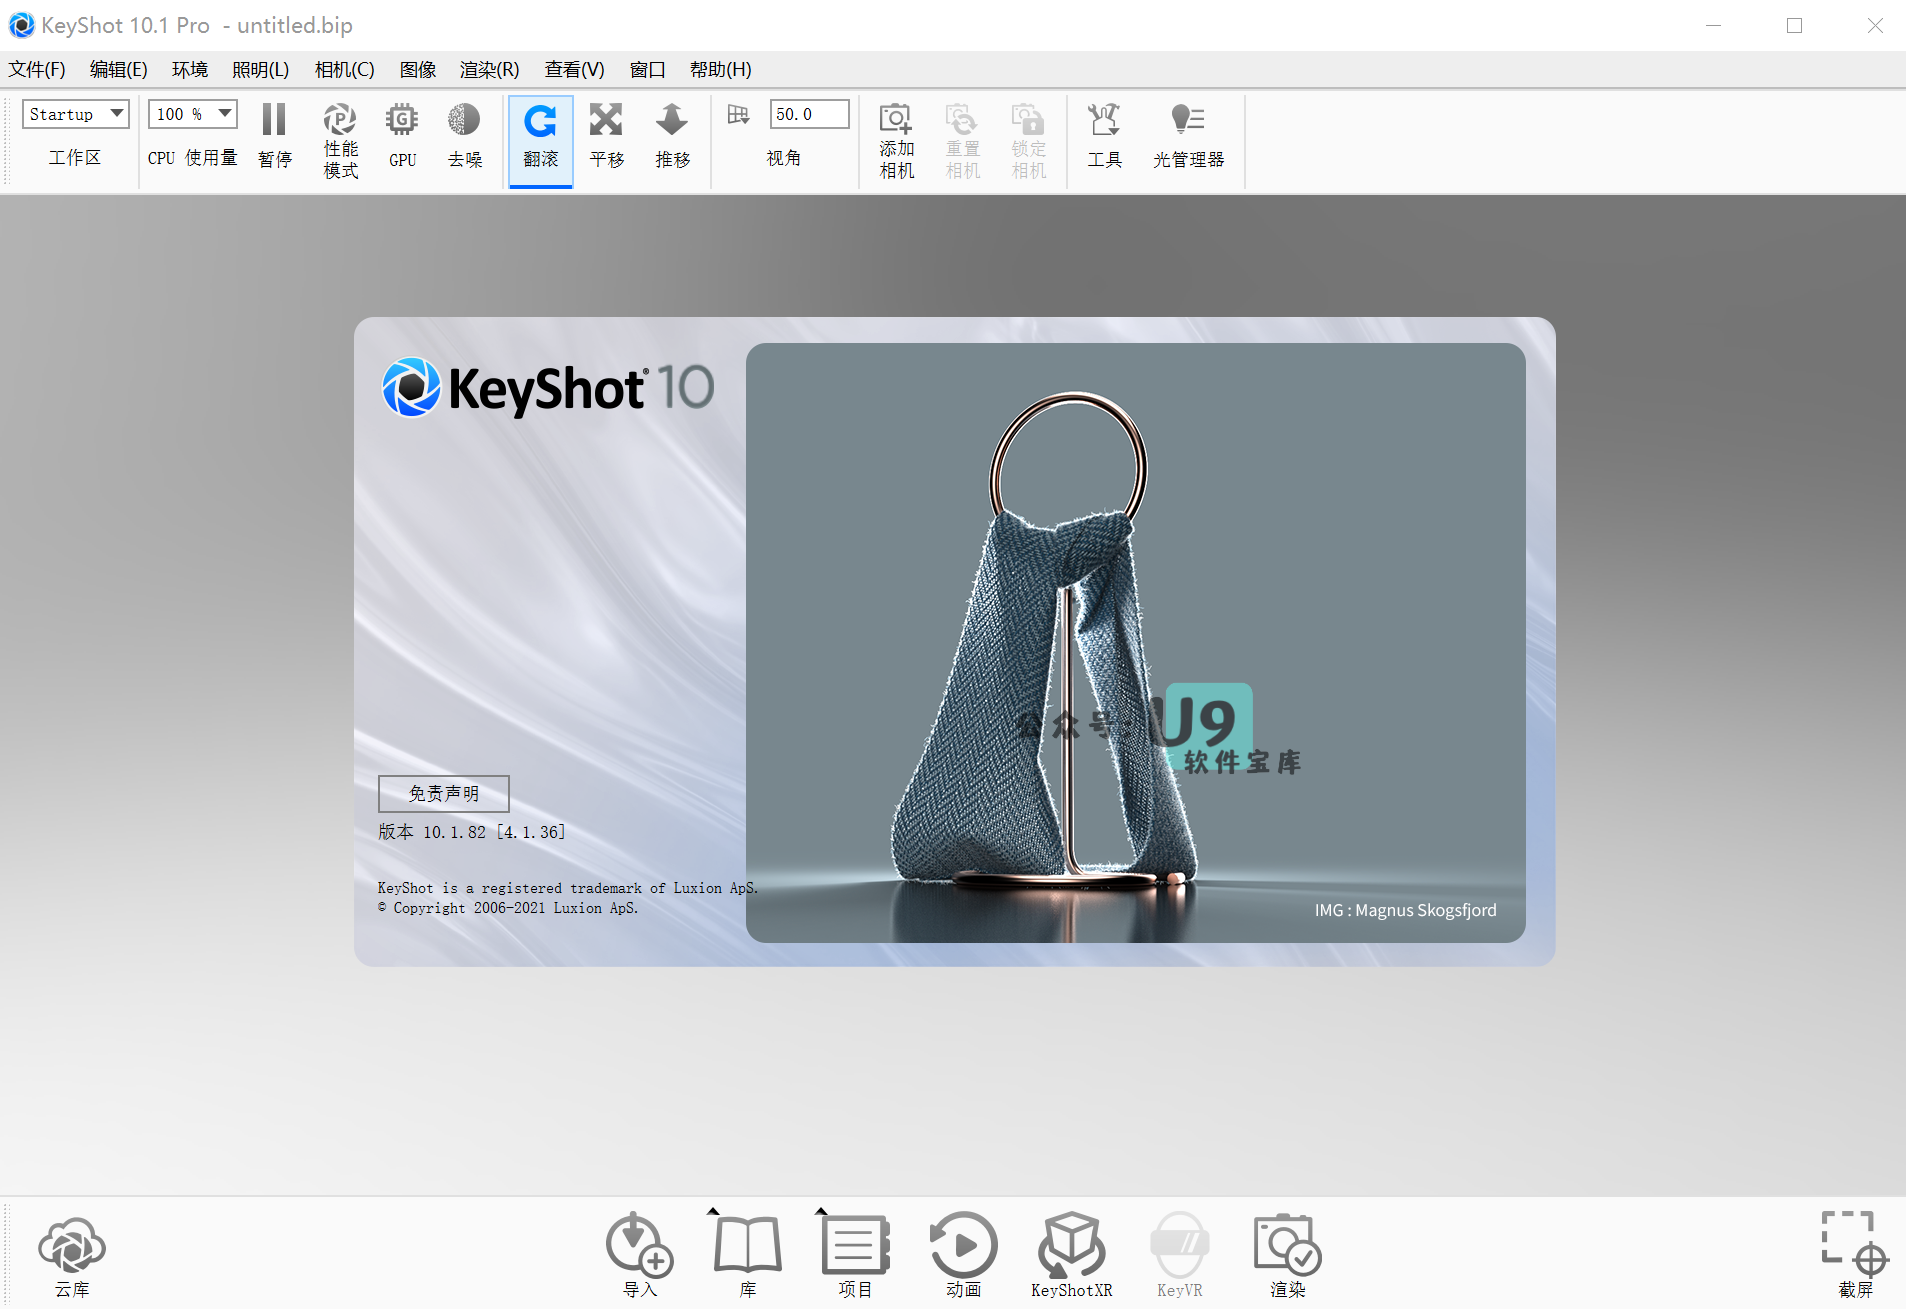 KeyShot 10.1 Pro  - untitled.bip
文件(F) 编辑(E) 环境 照明(L) 相机(C) 图像 渲染(R) 查看(V) 窗口 帮助(H)
Startup 100 % 50.0
工作区 CPU 使用量 暂停 性能模式 GPU 去噪 翻滚 平移 推移 视角 添加相机 重置相机 锁定相机 工具 光管理器
KeyShot® 10
公众号: U9
软件宝库
免责声明
版本 10.1.82 [4.1.36]
KeyShot is a registered trademark of Luxion ApS.
© Copyright 2006-2021 Luxion ApS.
IMG : Magnus Skogsfjord
云库 导入 库 项目 动画 KeyShotXR KeyVR 渲染 截屏